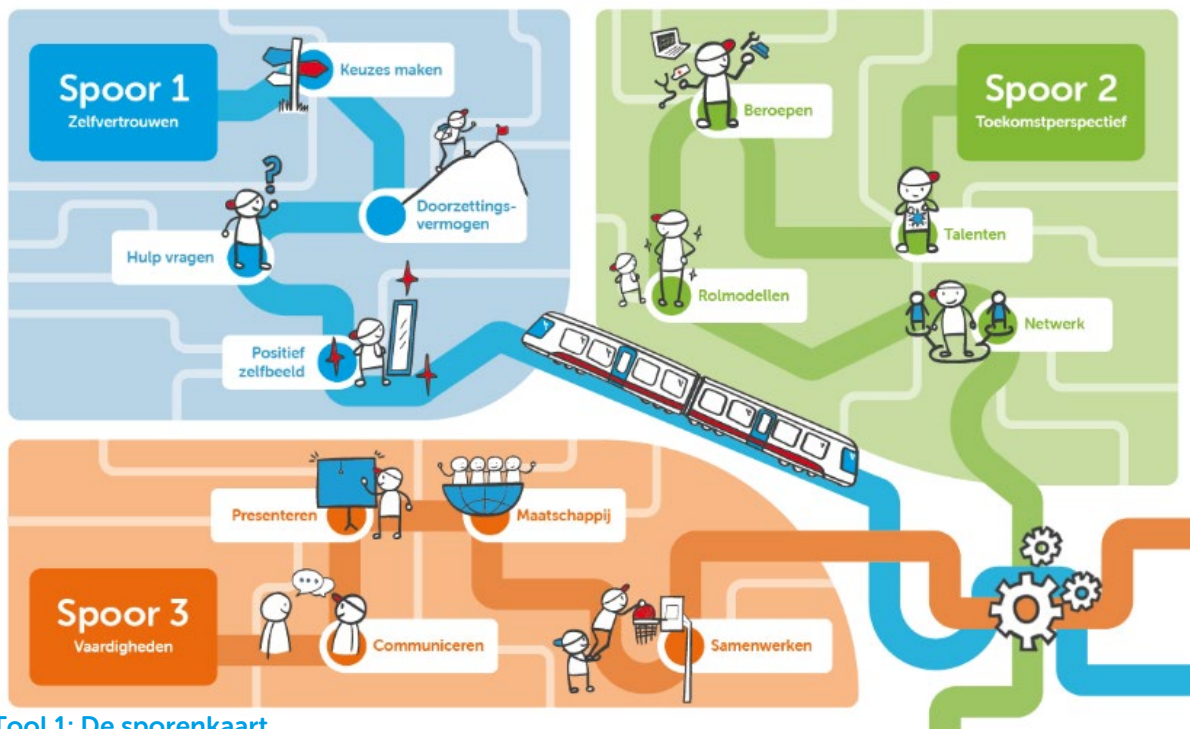 Spoor 1
Zelfvertrouwen
Keuzes maken
Doorzettings-
vermogen
?
Hulp vragen
Positief
zelfbeeld
Spoor 2
Toekomstperspectief
Beroepen
Talenten
Rolmodellen
Netwerk
Spoor 3
Vaardigheden
Presenteren
Maatschappij
Communiceren
Samenwerken
Tool 1: De sporenkaart